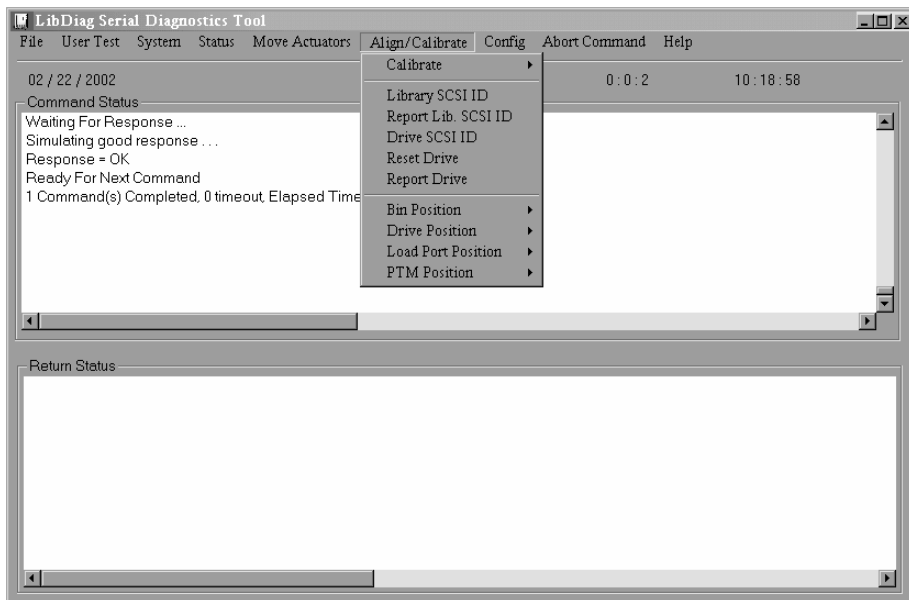 LibDiag Serial Diagnostics Tool
File User Test System Status Move Actuators Align/Calibrate Config Abort Command Help
02 / 22 / 2002 0 : 0 : 2 10 : 18 : 58
Calibrate
Library SCSI ID
Report Lib. SCSI ID
Drive SCSI ID
Reset Drive
Report Drive
Bin Position
Drive Position
Load Port Position
PTM Position
Command Status
Waiting For Response ...
Simulating good response . . .
Response = OK
Ready For Next Command
1 Command(s) Completed, 0 timeout, Elapsed Time
Return Status